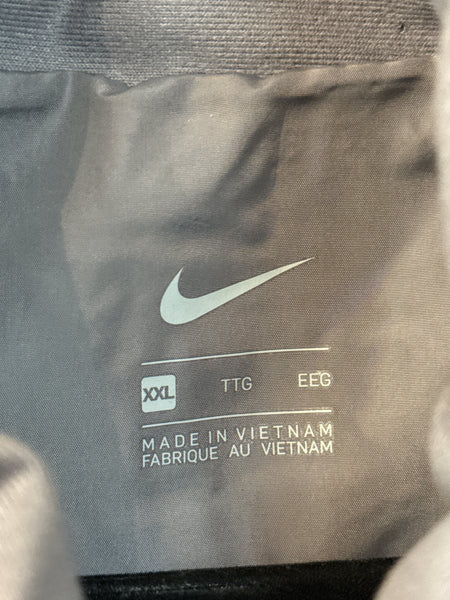 XXL TTG EEG
MADE IN VIETNAM
FABRIQUE AU VIETNAM